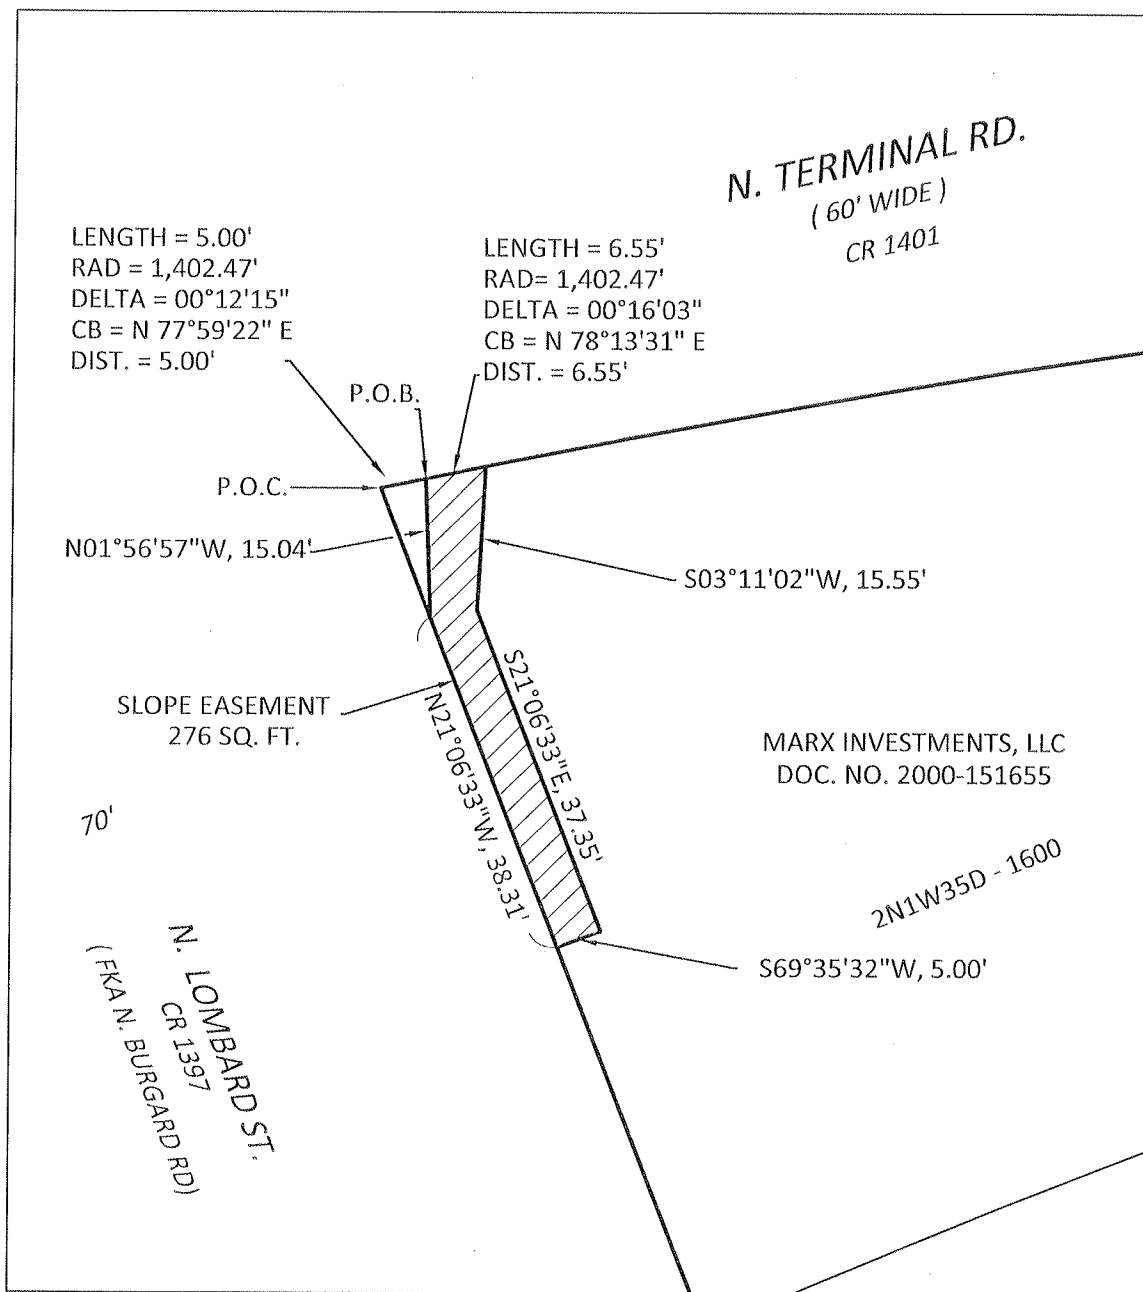 N. TERMINAL RD.
( 60' WIDE )
CR 1401
LENGTH = 5.00'
RAD = 1,402.47'
DELTA = 00°12'15"
CB = N 77°59'22" E
DIST. = 5.00'
LENGTH = 6.55'
RAD= 1,402.47'
DELTA = 00°16'03"
CB = N 78°13'31" E
DIST. = 6.55'
P.O.B.
P.O.C.
N01°56'57"W, 15.04'
S03°11'02"W, 15.55'
SLOPE EASEMENT
276 SQ. FT.
N21°06'33"W, 38.31'
S21°06'33"E, 37.35'
MARX INVESTMENTS, LLC
DOC. NO. 2000-151655
70'
2N1W35D - 1600
S69°35'32"W, 5.00'
N. LOMBARD ST.
CR 1397
( FKA N. BURGARD RD)